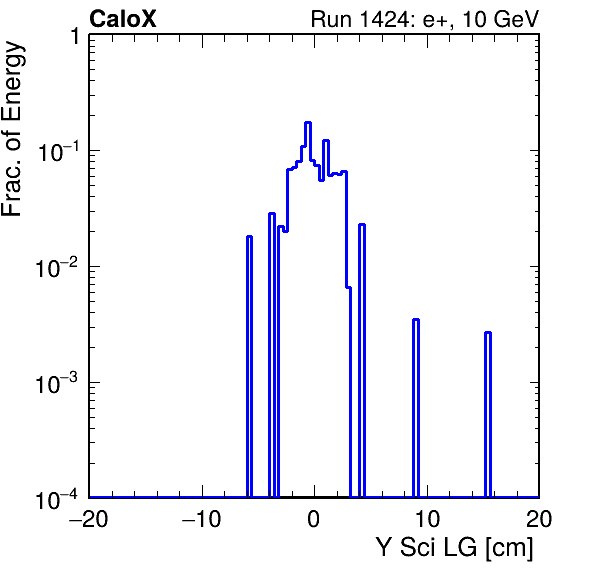 CaloX Run 1424: e+, 10 GeV
Frac. of Energy
1
10⁻¹
10⁻²
10⁻³
10⁻⁴
−20 −10 0 10 20
Y Sci LG [cm]